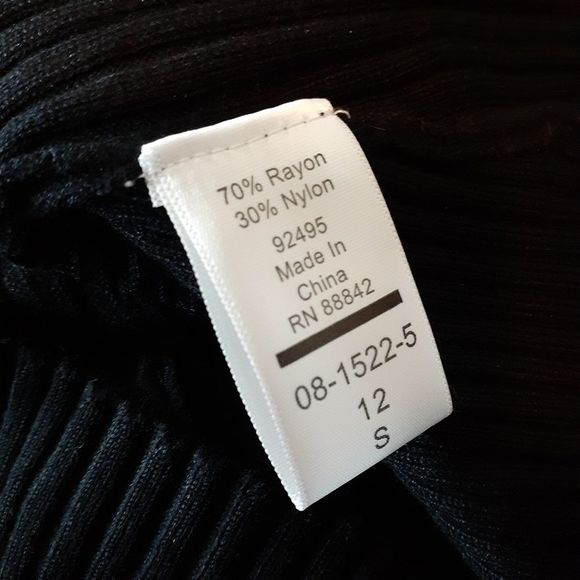 70% Rayon
30% Nylon
92495
Made In
China
RN 88842
08-1522-5
12
S